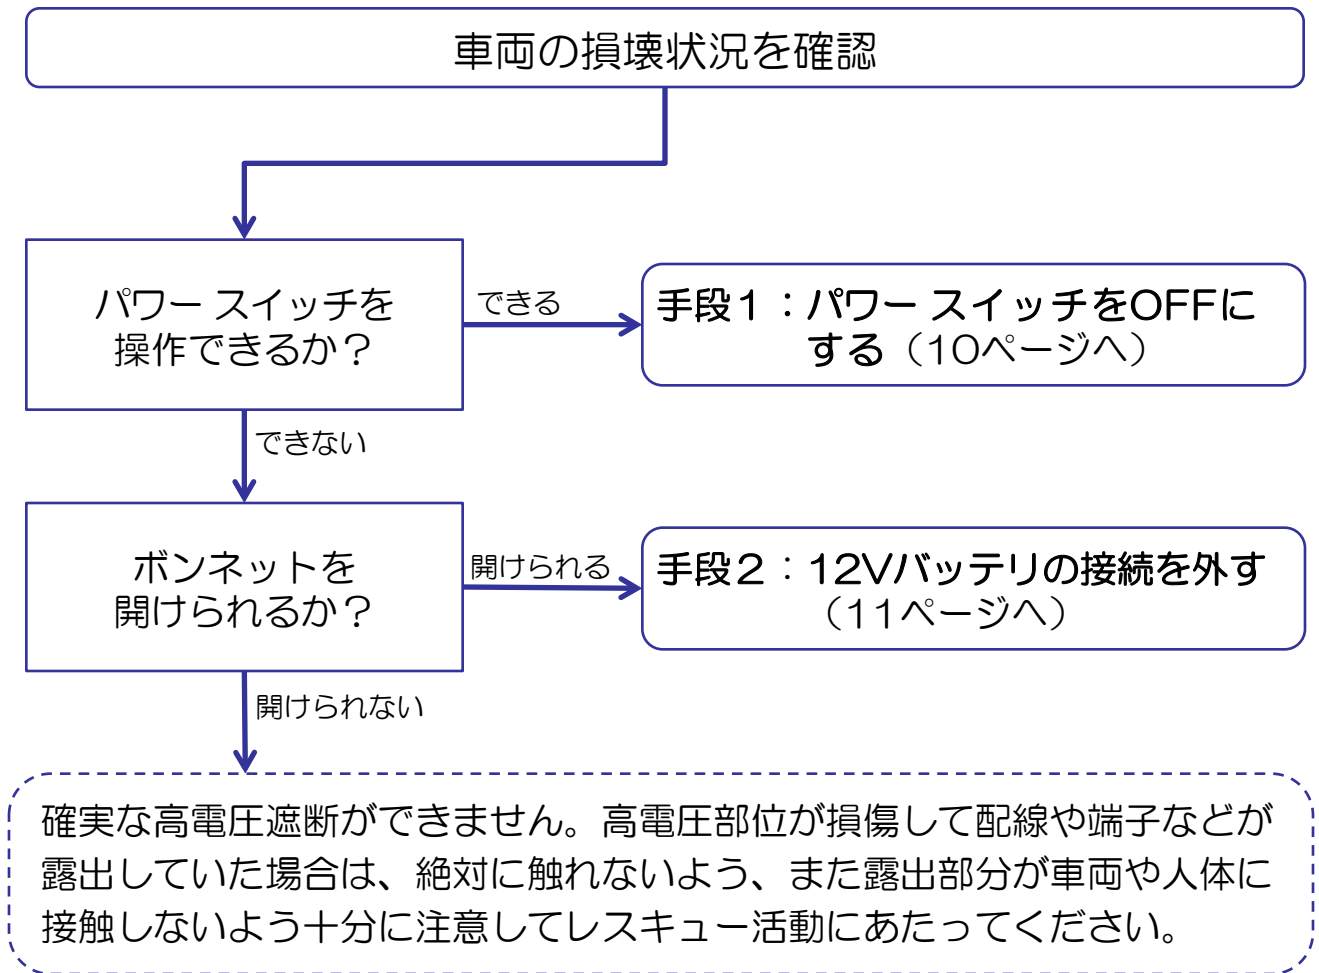 車両の損壊状況を確認
パワー スイッチを
操作できるか？
できる
手段１：パワー スイッチをOFFに
する（10ページへ）
できない
ボンネットを
開けられるか？
開けられる
手段２：12Vバッテリの接続を外す
（11ページへ）
開けられない
確実な高電圧遮断ができません。高電圧部位が損傷して配線や端子などが
露出していた場合は、絶対に触れないよう、また露出部分が車両や人体に
接触しないよう十分に注意してレスキュー活動にあたってください。